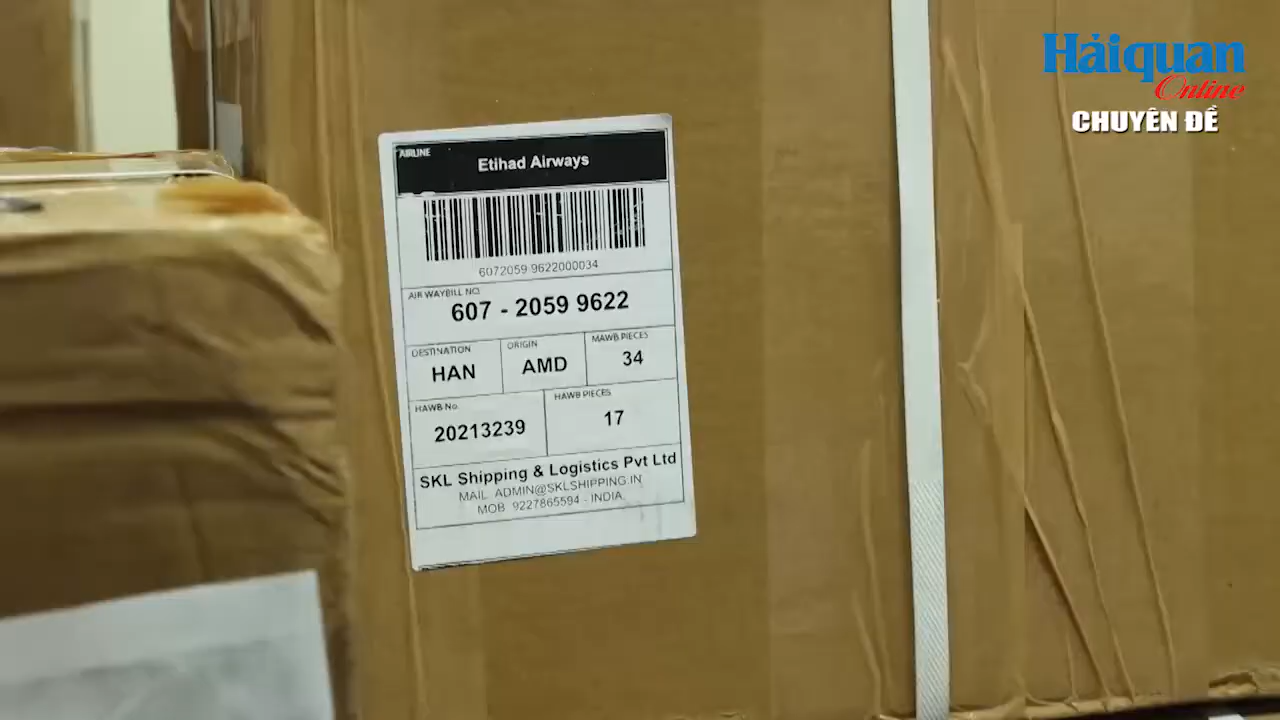 Hảiquan
Online
CHUYÊN ĐỀ
AIRLINE
Etihad Airways
6072059 9622000034
AIR WAYBILL NO.
607 - 2059 9622
DESTINATION
HAN
ORIGIN
AMD
MAWB PIECES
34
HAWB No.
20213239
HAWB PIECES
17
SKL Shipping & Logistics Pvt Ltd
MAIL ADMIN@SKLSHIPPING.IN
MOB 9227865594 - INDIA.